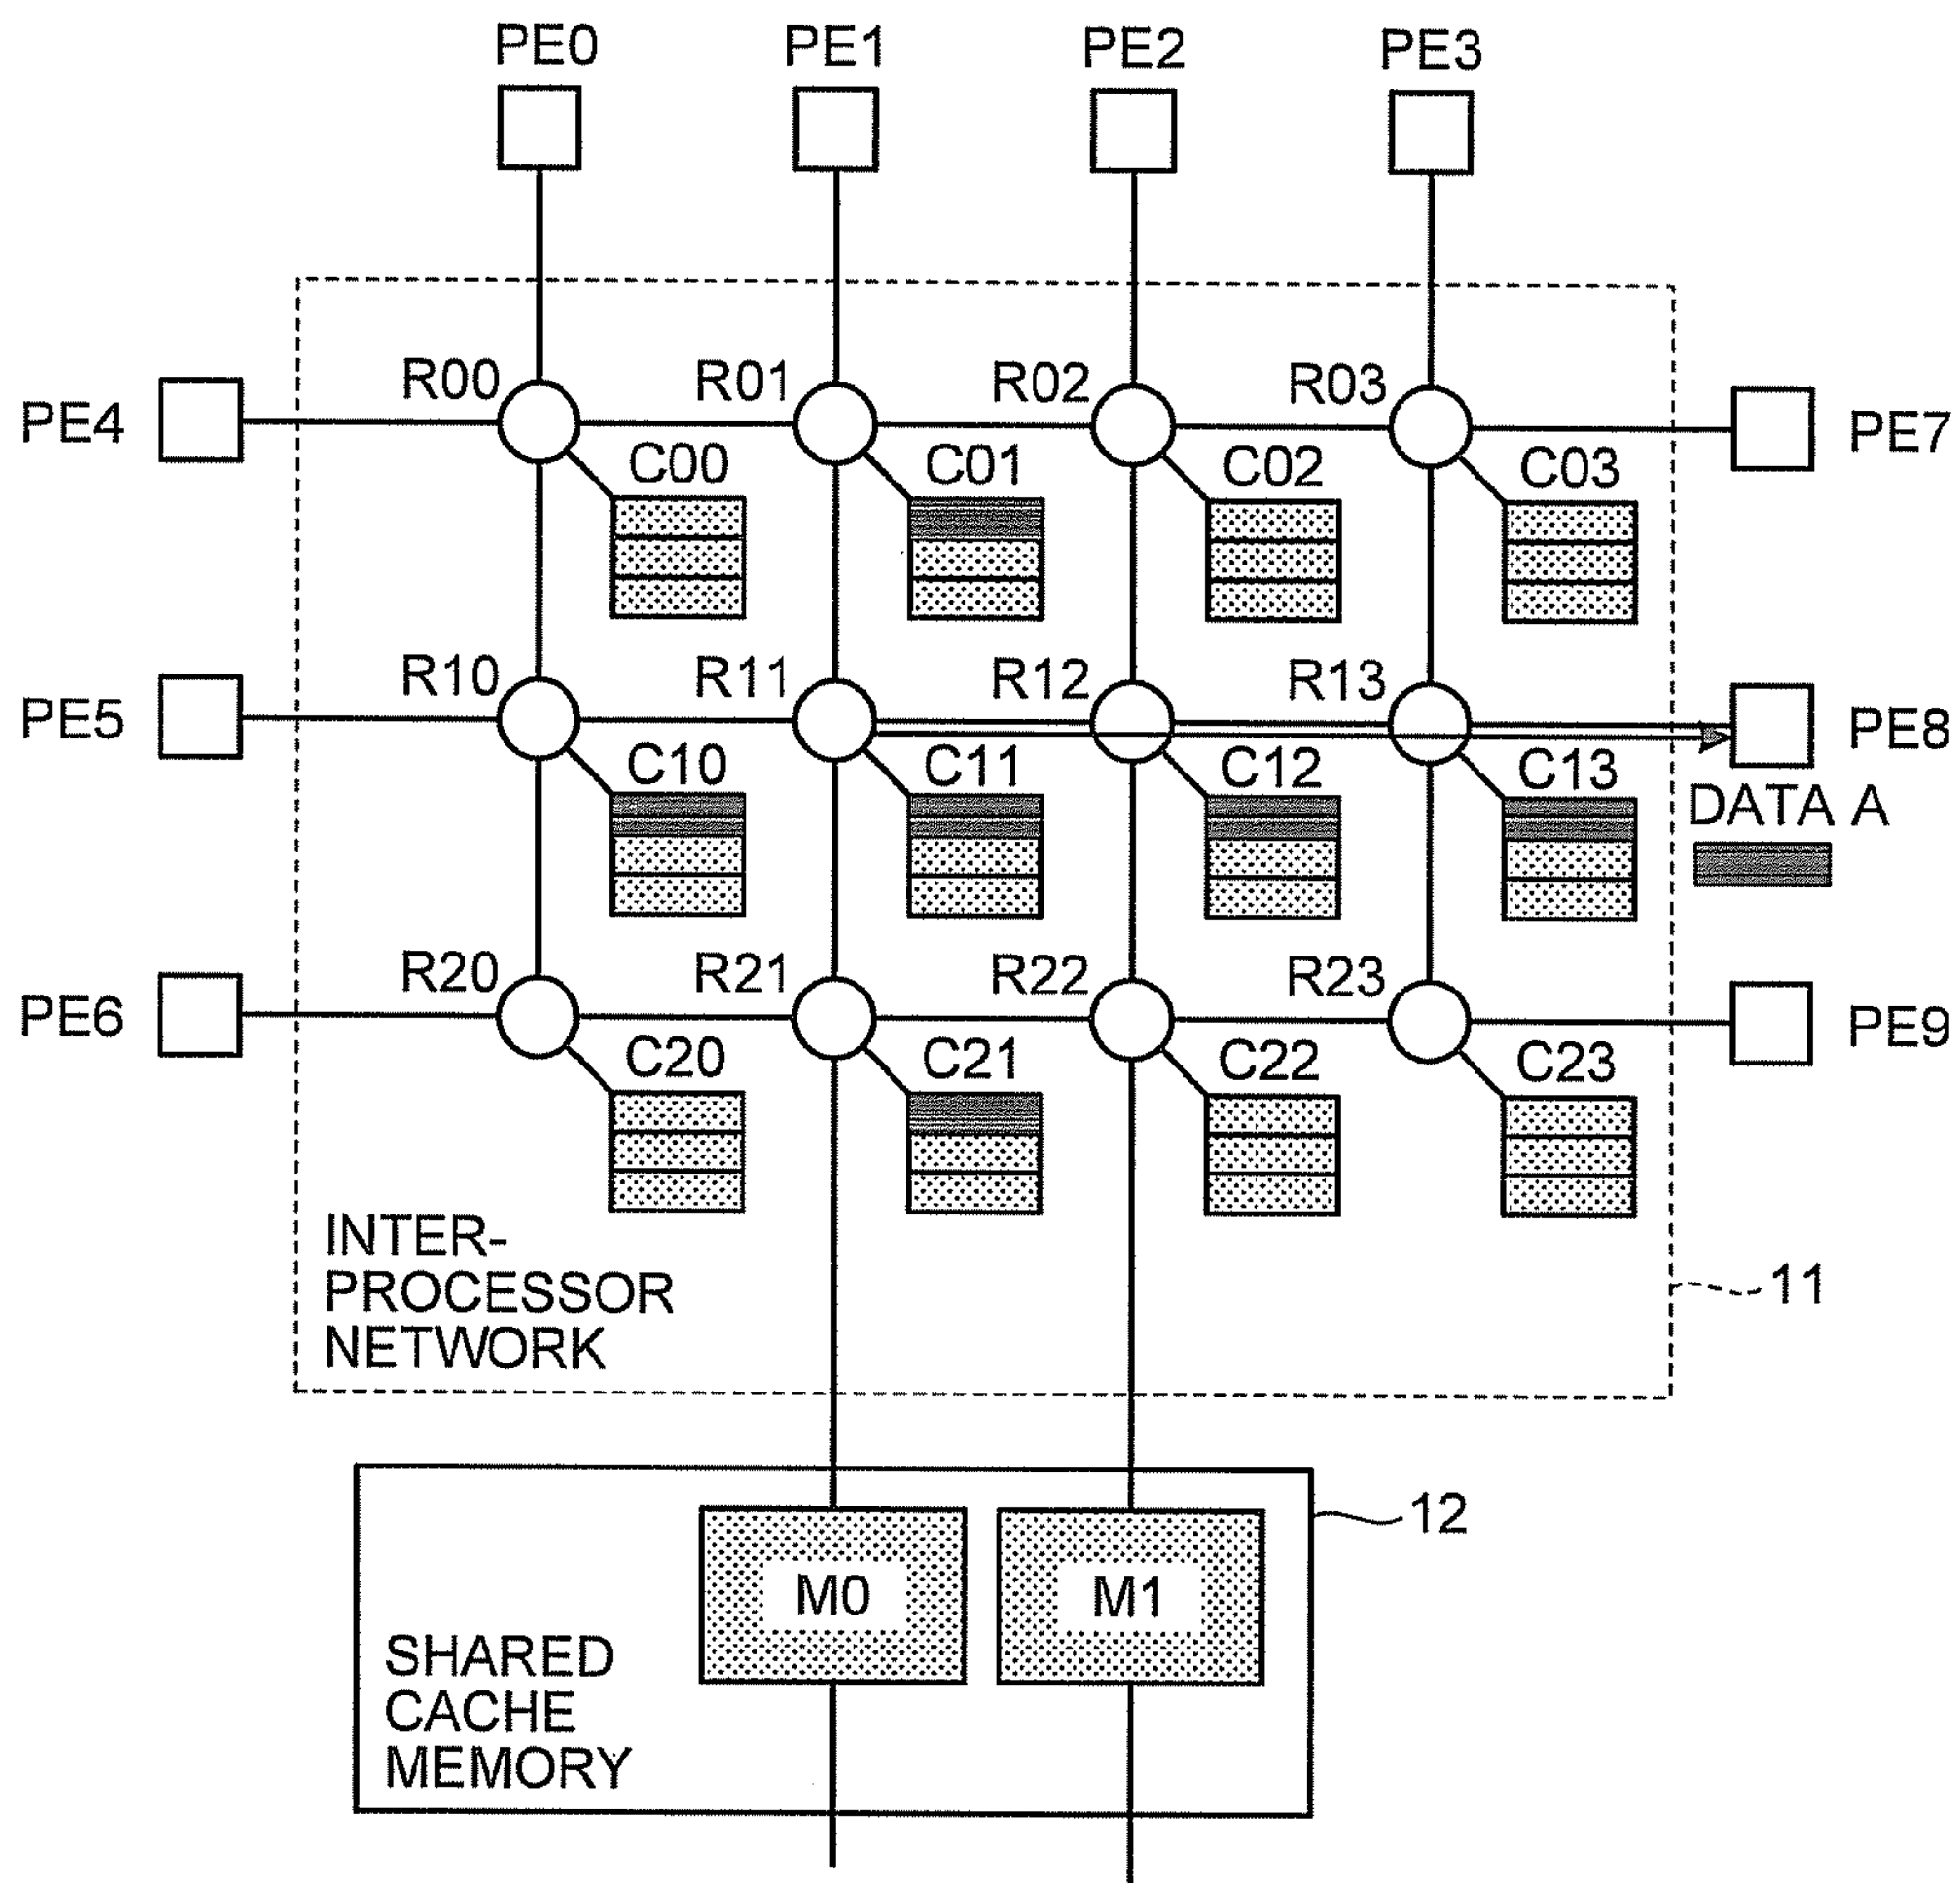 PE0
PE1
PE2
PE3
R00
R01
R02
R03
PE4
PE7
C00
C01
C02
C03
R10
R11
R12
R13
PE5
PE8
C10
C11
C12
C13
DATA A
R20
R21
R22
R23
PE6
PE9
C20
C21
C22
C23
INTER-
PROCESSOR
NETWORK
11
12
M0
M1
SHARED
CACHE
MEMORY